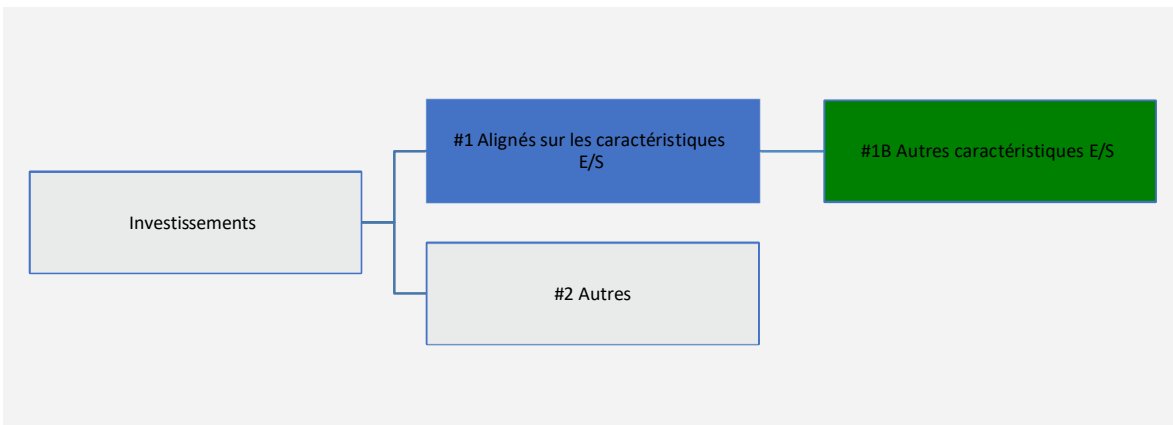 #1 Alignés sur les caractéristiques
E/S
#1B Autres caractéristiques E/S
Investissements
#2 Autres